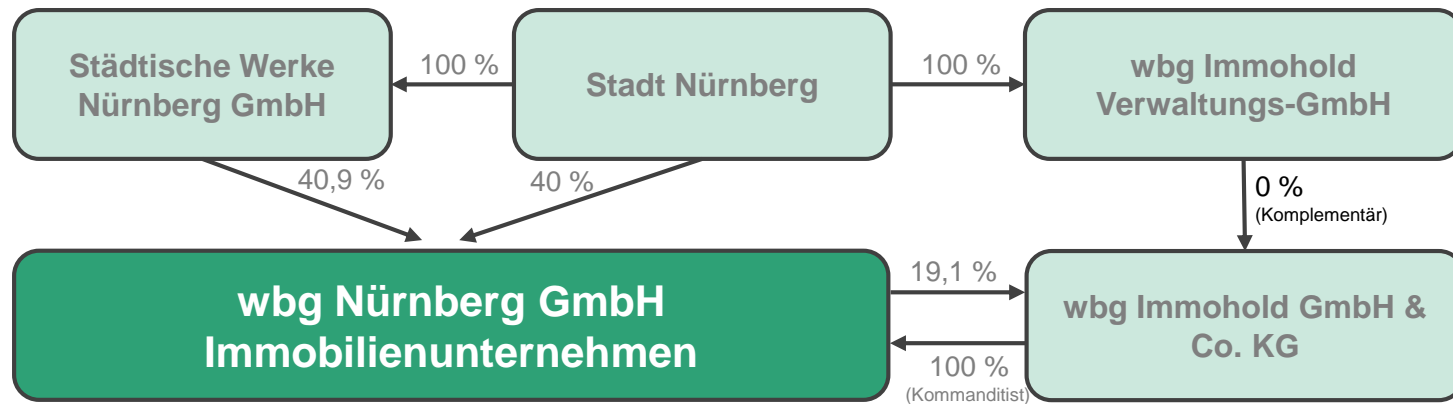 Städtische Werke
Nürnberg GmbH
100 %
Stadt Nürnberg
100 %
wbg Immohold
Verwaltungs-GmbH
40,9 %
40 %
0 %
(Komplementär)
wbg Nürnberg GmbH
Immobilienunternehmen
19,1 %
100 %
(Kommanditist)
wbg Immohold GmbH &
Co. KG